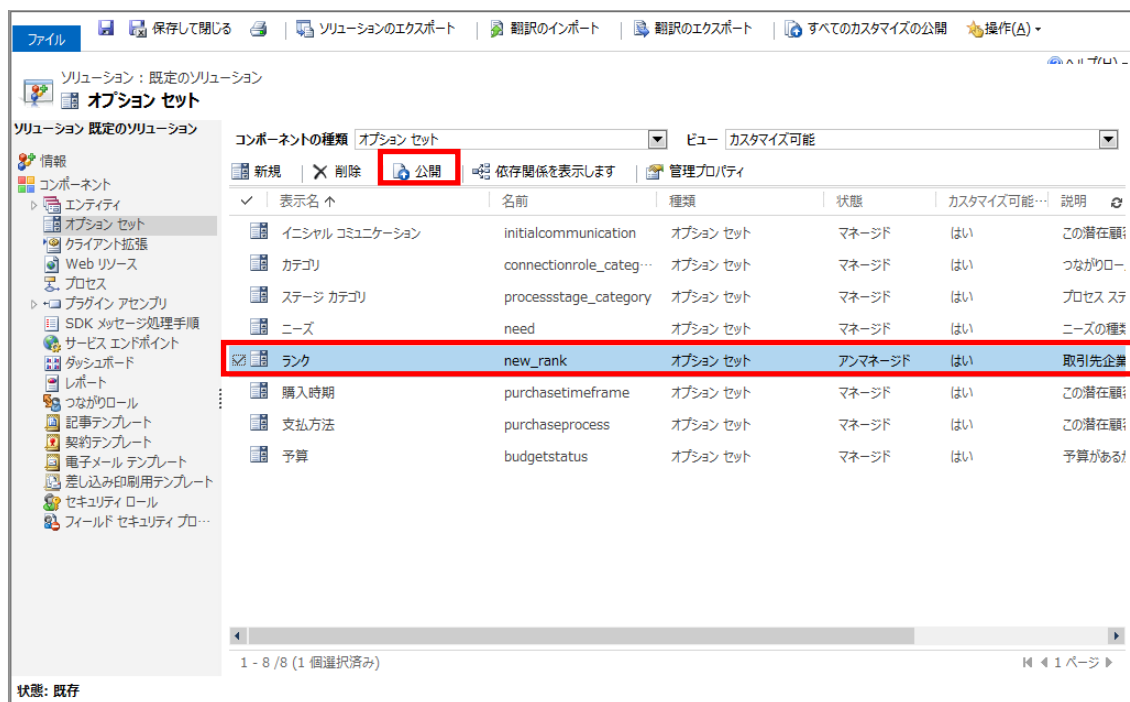 ファイル 保存して閉じる ソリューションのエクスポート 翻訳のインポート 翻訳のエクスポート すべてのカスタマイズの公開 操作(A)
ヘルプ(H)
ソリューション : 既定のソリューション
オプション セット
ソリューション 既定のソリューション
情報
コンポーネント
エンティティ
オプション セット
クライアント拡張
Web リソース
プロセス
プラグイン アセンブリ
SDK メッセージ処理手順
サービス エンドポイント
ダッシュボード
レポート
つながりロール
記事テンプレート
契約テンプレート
電子メール テンプレート
差し込み印刷用テンプレート
セキュリティ ロール
フィールド セキュリティ プロ…
コンポーネントの種類 オプション セット ビュー カスタマイズ可能
新規 削除 公開 依存関係を表示します 管理プロパティ
表示名 名前 種類 状態 カスタマイズ可能… 説明
イニシャル コミュニケーション initialcommunication オプション セット マネージド はい この潜在顧客
カテゴリ connectionrole_categ… オプション セット マネージド はい つながりロー
ステージ カテゴリ processstage_category オプション セット マネージド はい プロセス ステ
ニーズ need オプション セット マネージド はい ニーズの種類
ランク new_rank オプション セット アンマネージド はい 取引先企業
購入時期 purchasetimeframe オプション セット マネージド はい この潜在顧客
支払方法 purchaseprocess オプション セット マネージド はい この潜在顧客
予算 budgetstatus オプション セット マネージド はい 予算があるか
1 - 8 /8 (1 個選択済み) 1 ページ
状態: 既存